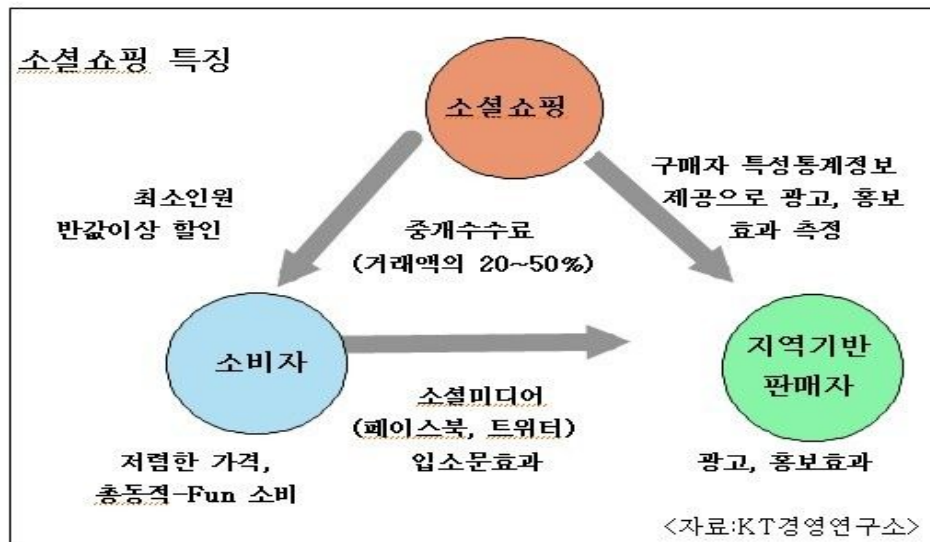 소셜쇼핑 특징
소셜쇼핑
최소인원
반값이상 할인
구매자 특성통계정보
제공으로 광고, 홍보
효과 측정
중개수수료
(거래액의 20~50%)
소비자
지역기반
판매자
소셜미디어
(페이스북, 트위터)
입소문효과
저렴한 가격,
총동적-Fun 소비
광고, 홍보효과
<자료:KT경영연구소>